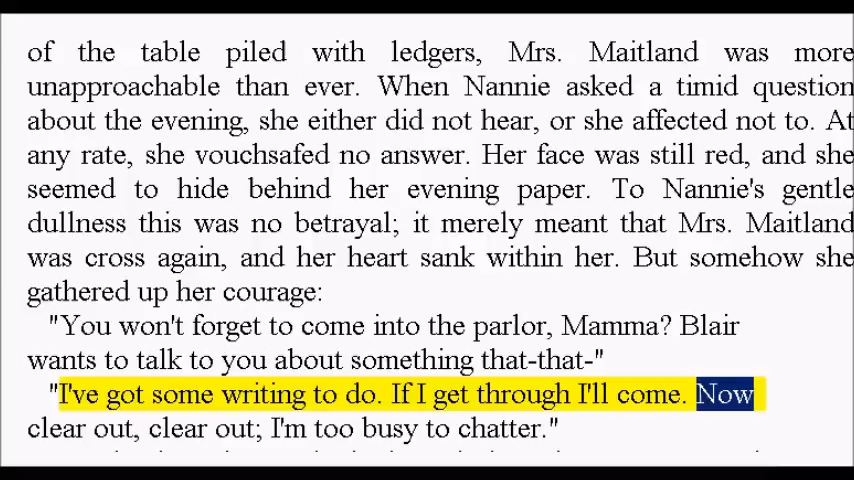 of the table piled with ledgers, Mrs. Maitland was more
unapproachable than ever. When Nannie asked a timid question
about the evening, she either did not hear, or she affected not to. At
any rate, she vouchsafed no answer. Her face was still red, and she
seemed to hide behind her evening paper. To Nannie's gentle
dullness this was no betrayal; it merely meant that Mrs. Maitland
was cross again, and her heart sank within her. But somehow she
gathered up her courage:
"You won't forget to come into the parlor, Mamma? Blair
wants to talk to you about something that-that-"
"I've got some writing to do. If I get through I'll come. Now
clear out, clear out; I'm too busy to chatter."